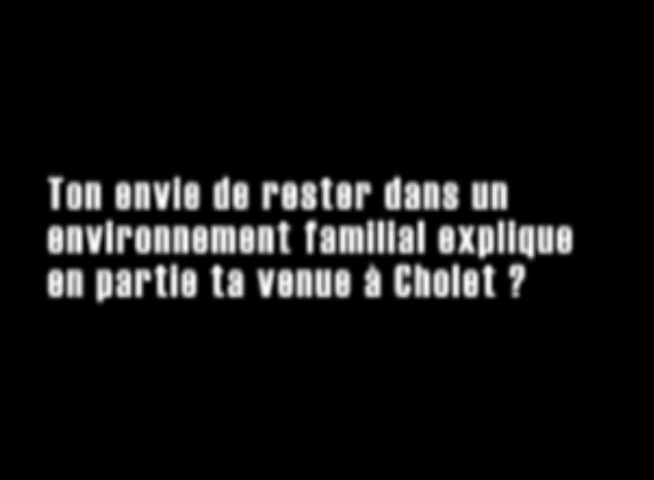 Ton envie de rester dans un
environnement familial explique
en partie ta venue à Cholet ?